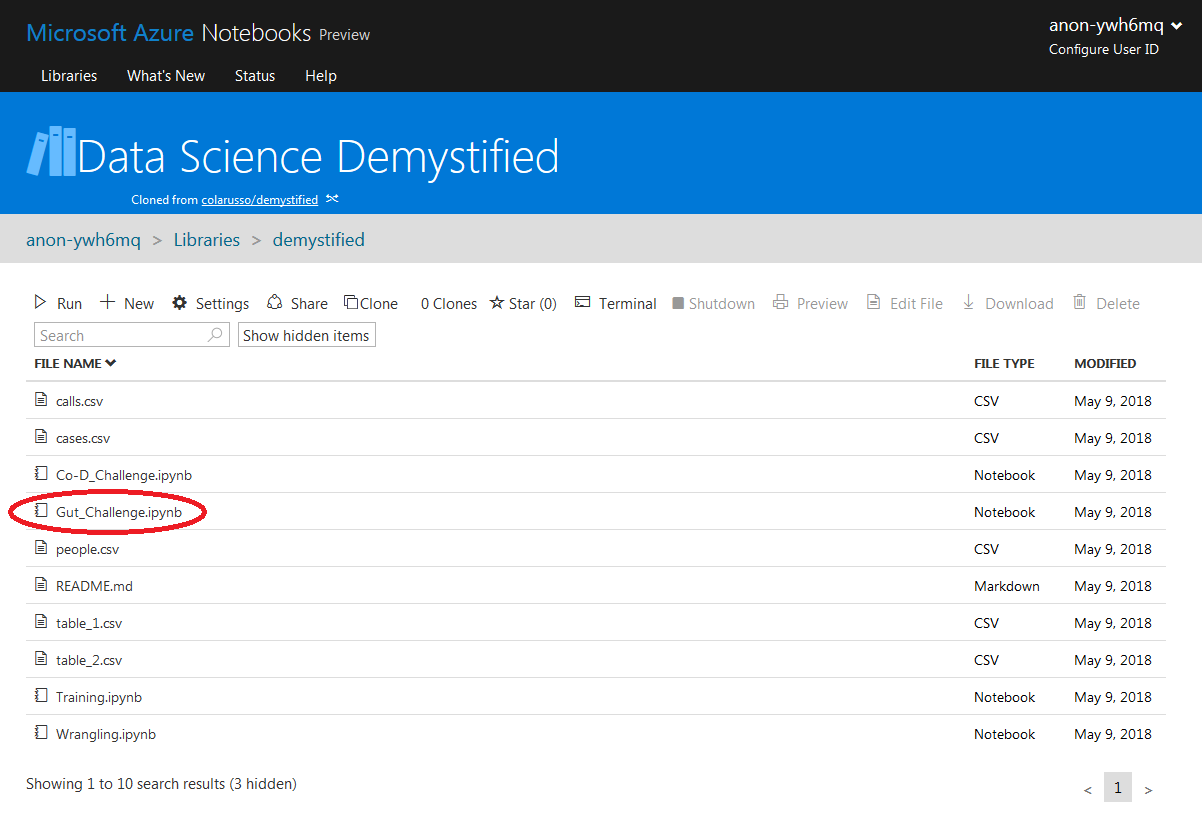 Microsoft Azure Notebooks Preview
anon-ywh6mq
Configure User ID
Libraries What's New Status Help
Data Science Demystified
Cloned from colarusso/demystified
anon-ywh6mq > Libraries > demystified
Run New Settings Share Clone 0 Clones Star (0) Terminal Shutdown Preview Edit File Download Delete
Search Show hidden items
FILE NAME FILE TYPE MODIFIED
calls.csv CSV May 9, 2018
cases.csv CSV May 9, 2018
Co-D_Challenge.ipynb Notebook May 9, 2018
Gut_Challenge.ipynb Notebook May 9, 2018
people.csv CSV May 9, 2018
README.md Markdown May 9, 2018
table_1.csv CSV May 9, 2018
table_2.csv CSV May 9, 2018
Training.ipynb Notebook May 9, 2018
Wrangling.ipynb Notebook May 9, 2018
Showing 1 to 10 search results (3 hidden)
< 1 >